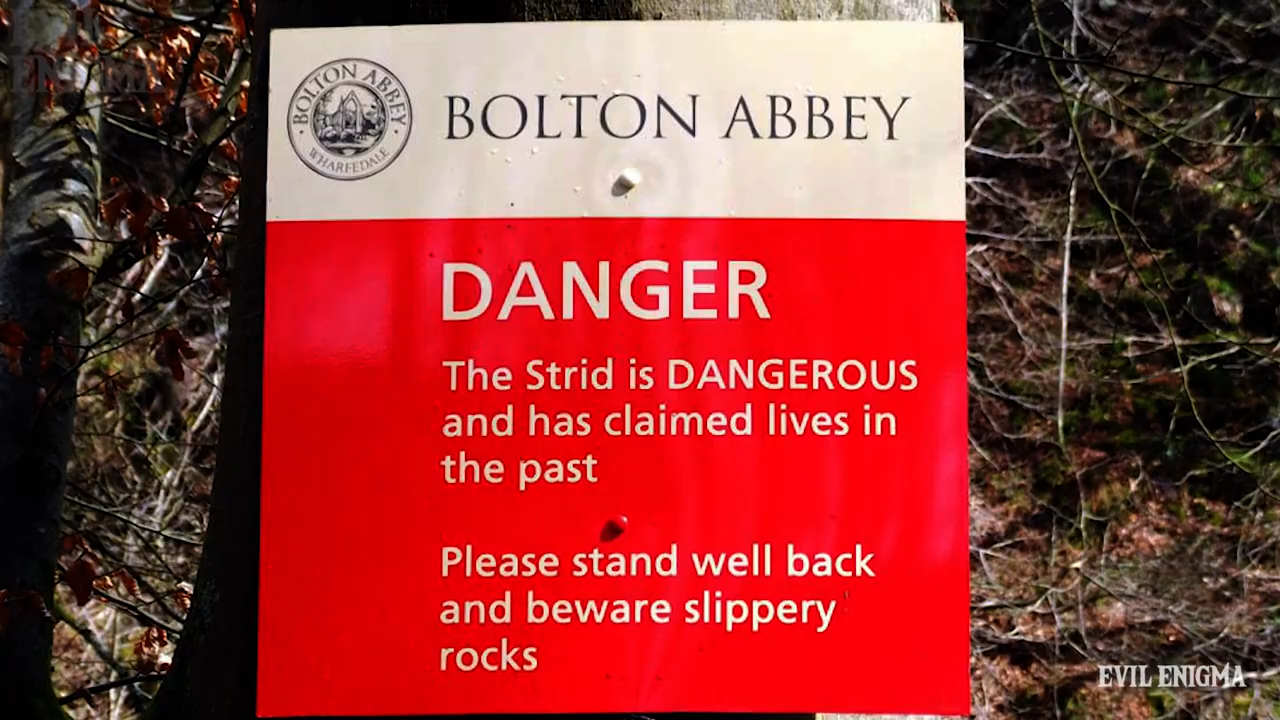 BOLTON ABBEY
WHARFEDALE
BOLTON ABBEY
DANGER
The Strid is DANGEROUS
and has claimed lives in
the past
Please stand well back
and beware slippery
rocks
EVIL ENIGMA